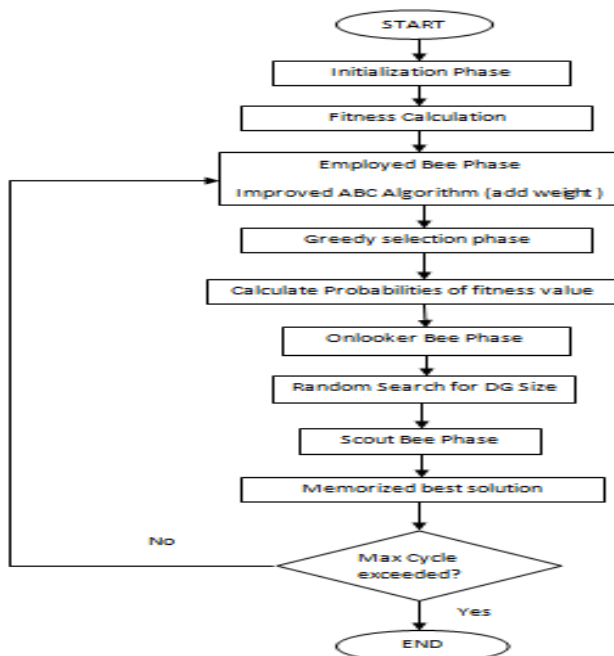 START
Initialization Phase
Fitness Calculation
Employed Bee Phase
Improved ABC Algorithm (add weight )
Greedy selection phase
Calculate Probabilities of fitness value
Onlooker Bee Phase
Random Search for DG Size
Scout Bee Phase
Memorized best solution
No
Max Cycle
exceeded?
Yes
END